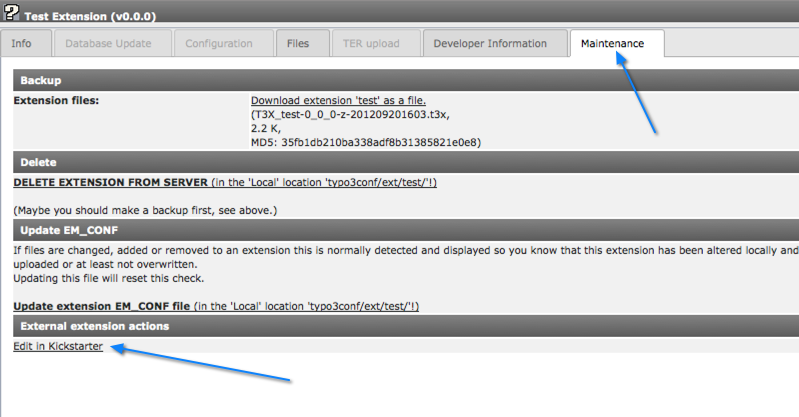 Test Extension (v0.0.0)
Info Database Update Configuration Files TER upload Developer Information Maintenance
Backup
Extension files: Download extension 'test' as a file.
(T3X_test-0_0_0-z-201209201603.t3x,
2.2 K,
MD5: 35fb1db210ba338adf8b31385821e0e8)
Delete
DELETE EXTENSION FROM SERVER (in the 'Local' location 'typo3conf/ext/test/'!)
(Maybe you should make a backup first, see above.)
Update EM_CONF
If files are changed, added or removed to an extension this is normally detected and displayed so you know that this extension has been altered locally and
uploaded or at least not overwritten.
Updating this file will reset this check.
Update extension EM_CONF file (in the 'Local' location 'typo3conf/ext/test/'!)
External extension actions
Edit in Kickstarter